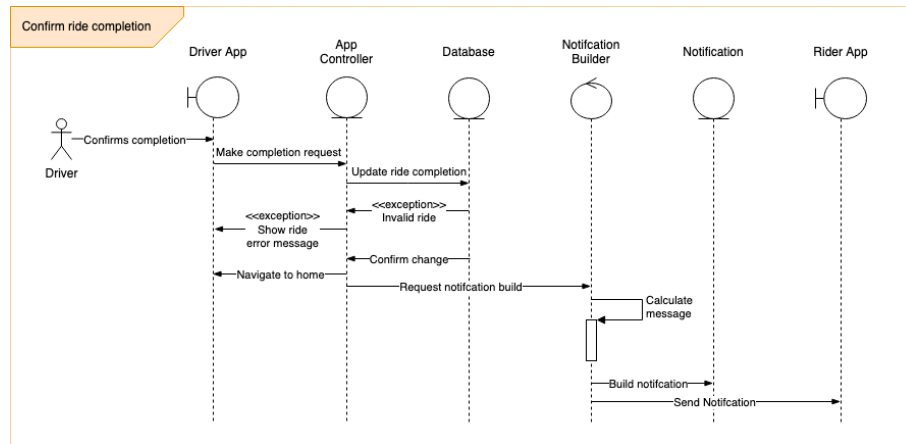 Confirm ride completion
Driver App
App
Controller
Database
Notifcation
Builder
Notification
Rider App
Driver
Confirms completion
Make completion request
Update ride completion
<<exception>>
Invalid ride
<<exception>>
Show ride
error message
Confirm change
Navigate to home
Request notifcation build
Calculate
message
Build notifcation
Send Notifcation